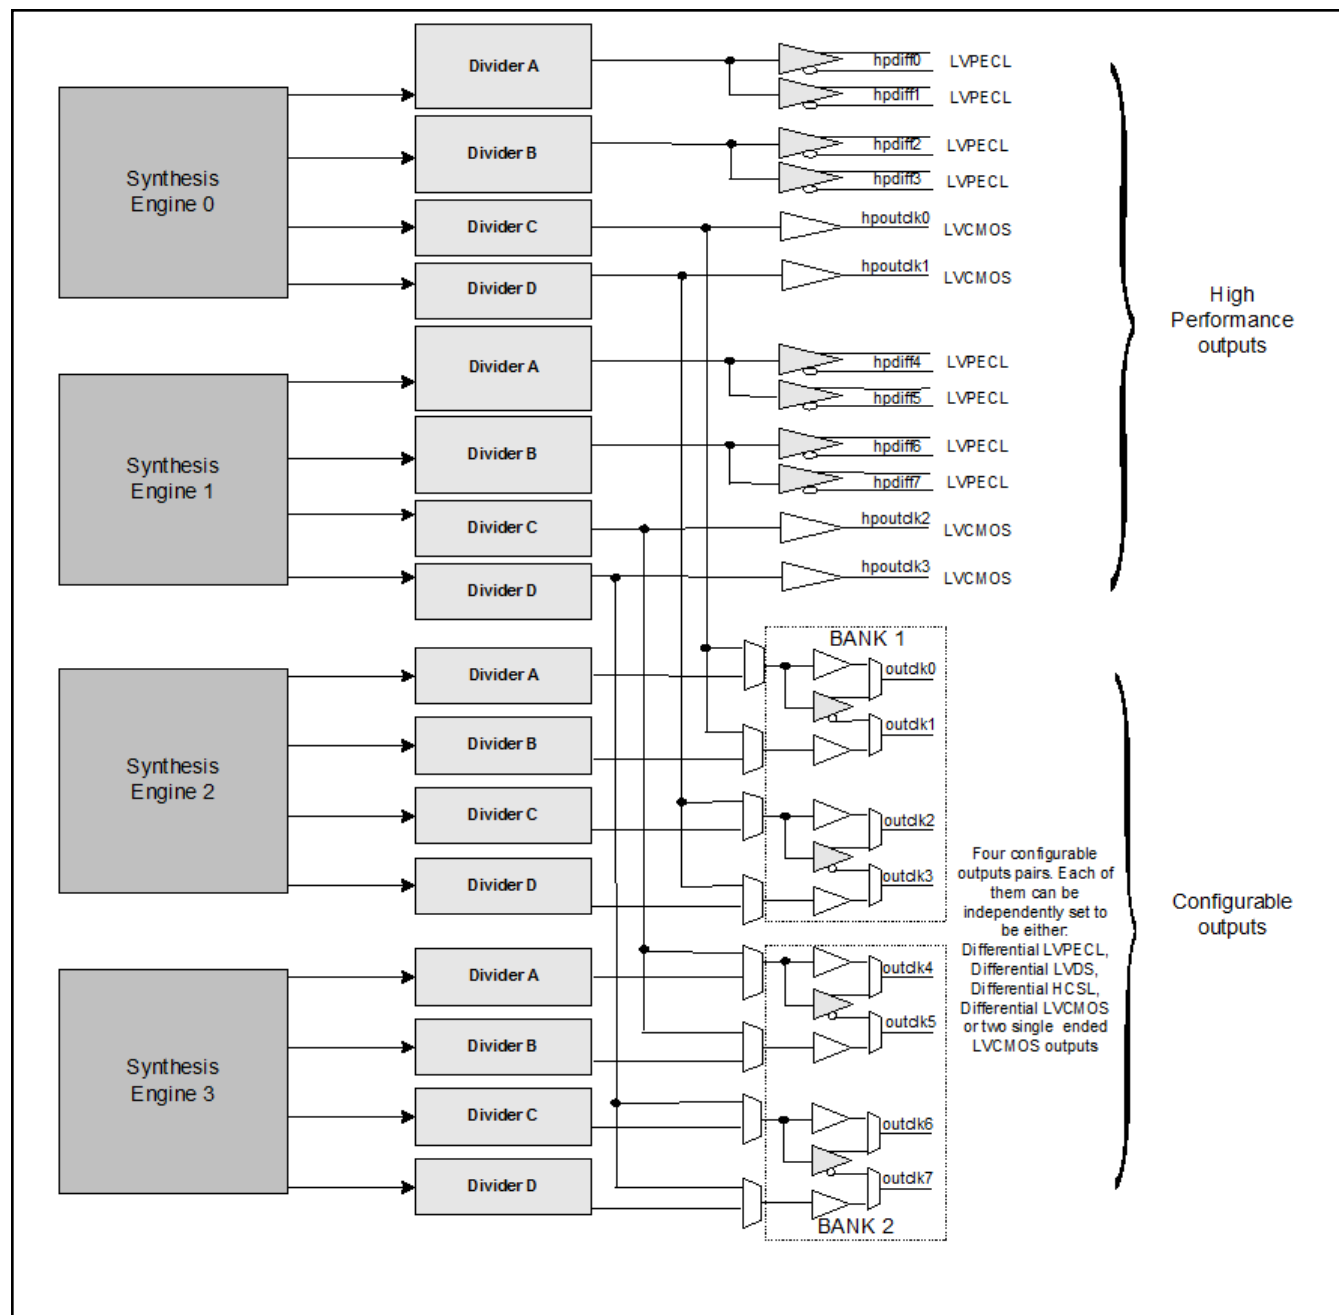 Synthesis
Engine 0
Divider A
Divider B
Divider C
Divider D
hpdiff0 LVPECL
hpdiff1 LVPECL
hpdiff2 LVPECL
hpdiff3 LVPECL
hpoutclk0 LVCMOS
hpoutclk1 LVCMOS
Synthesis
Engine 1
Divider A
Divider B
Divider C
Divider D
hpdiff4 LVPECL
hpdiff5 LVPECL
hpdiff6 LVPECL
hpdiff7 LVPECL
hpoutclk2 LVCMOS
hpoutclk3 LVCMOS
High
Performance
outputs
Synthesis
Engine 2
Divider A
Divider B
Divider C
Divider D
BANK 1
outclk0
outclk1
outclk2
outclk3
Synthesis
Engine 3
Divider A
Divider B
Divider C
Divider D
outclk4
outclk5
outclk6
outclk7
BANK 2
Four configurable
outputs pairs. Each of
them can be
independently set to
be either:
Differential LVPECL,
Differential LVDS,
Differential HCSL,
Differential LVCMOS
or two single ended
LVCMOS outputs
Configurable
outputs